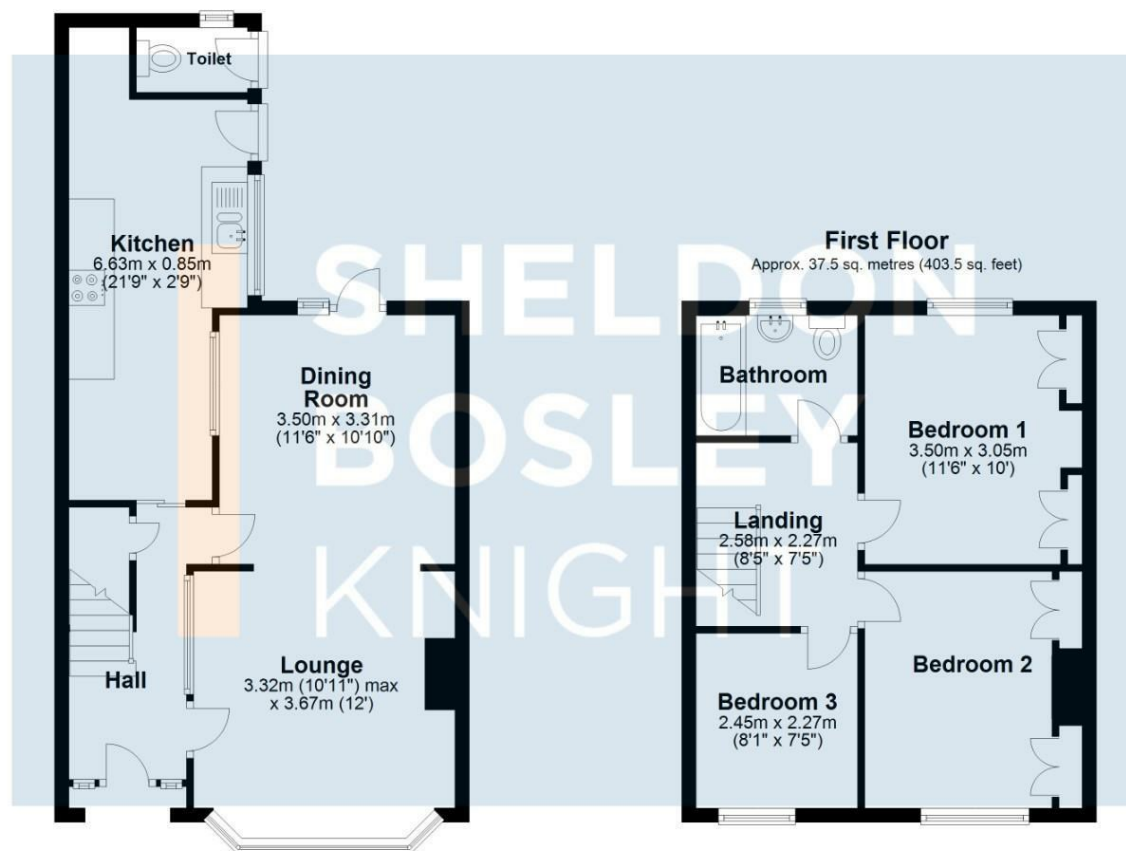 Toilet
Kitchen
6.63m x 0.85m
(21'9" x 2'9")
Dining
Room
3.50m x 3.31m
(11'6" x 10'10")
Lounge
3.32m (10'11") max
x 3.67m (12')
Hall
First Floor
Approx. 37.5 sq. metres (403.5 sq. feet)
Bathroom
Bedroom 1
3.50m x 3.05m
(11'6" x 10')
Landing
2.58m x 2.27m
(8'5" x 7'5")
Bedroom 2
Bedroom 3
2.45m x 2.27m
(8'1" x 7'5")
SHELDON
BOSLEY
KNIGHT